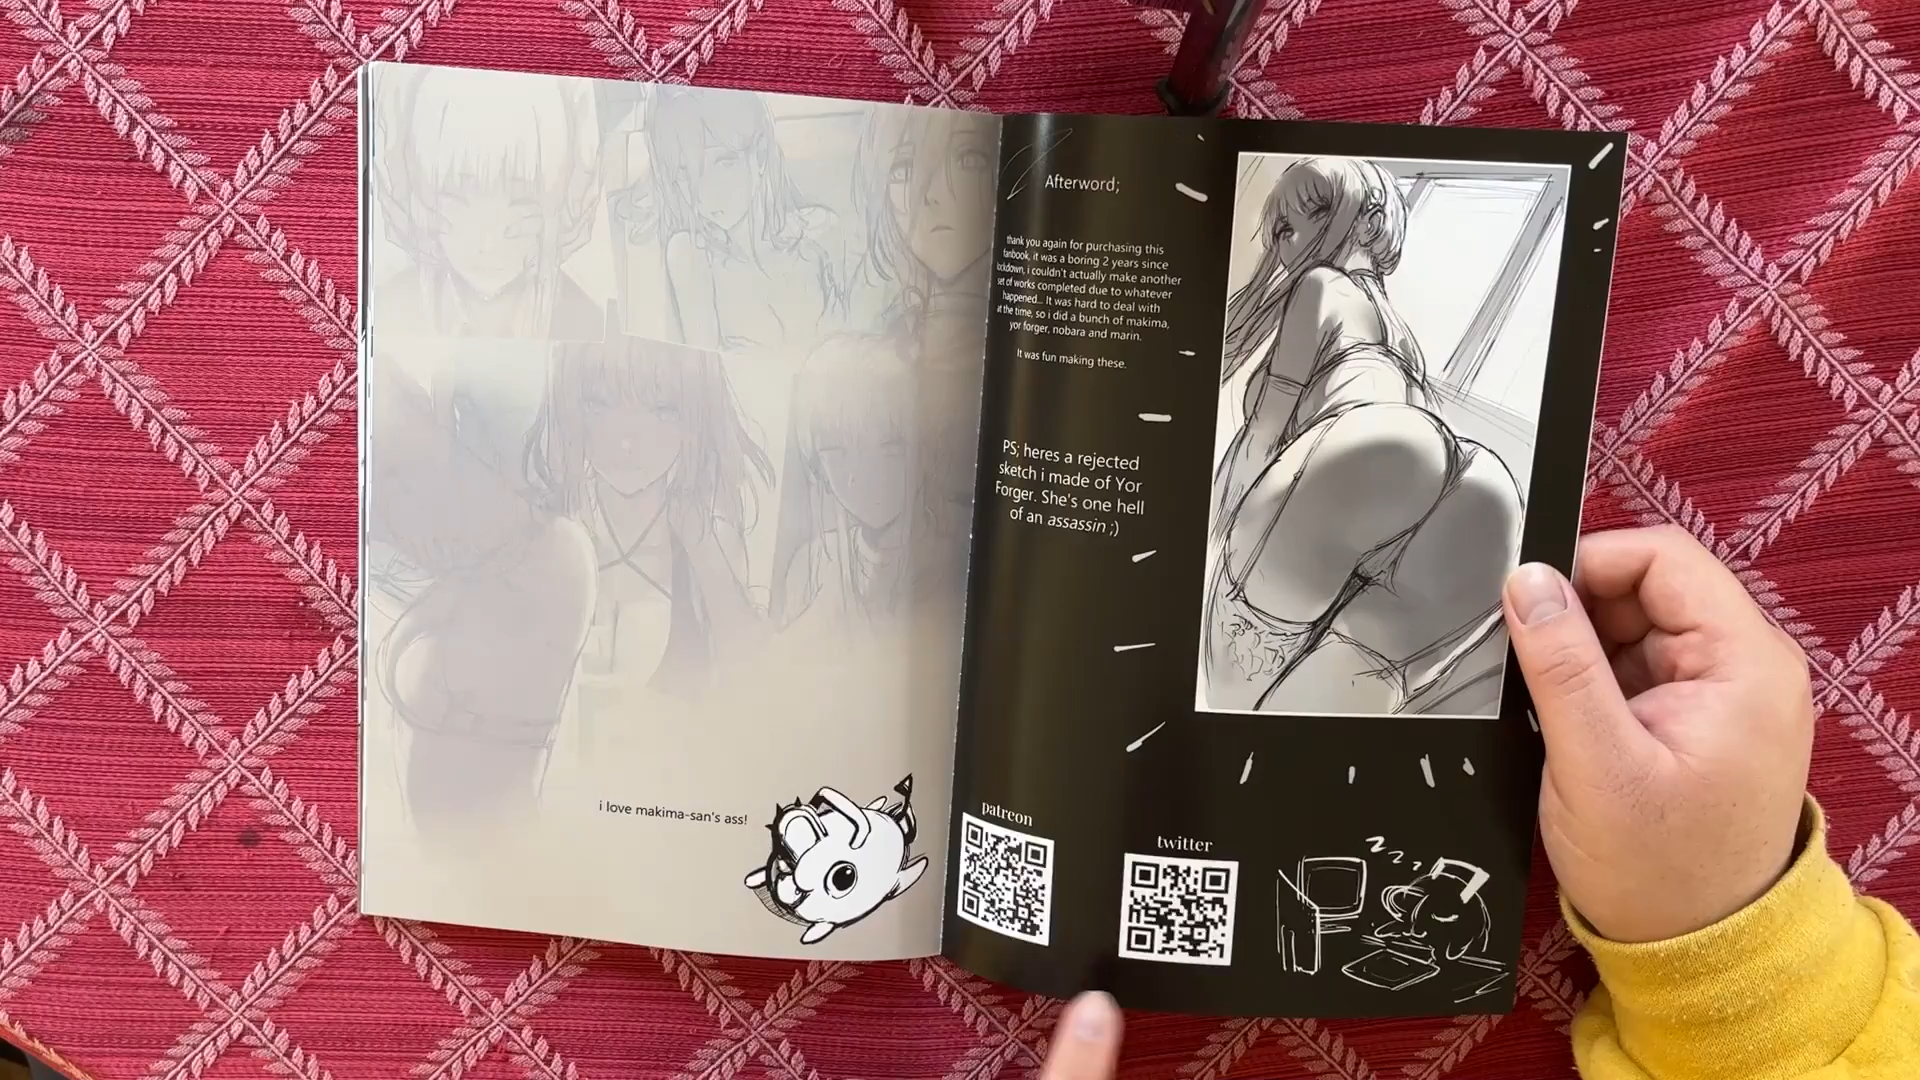 i love makima-san's ass!
Afterword;
thank you again for purchasing this
fanbook, it was a boring 2 years since
lockdown, i couldn't actually make another
set of works completed due to whatever
happened... It was hard to deal with
at the time, so i did a bunch of makima,
yor forger, nobara and marin.
It was fun making these.
PS; heres a rejected
sketch i made of Yor
Forger. She's one hell
of an assassin ;)
patreon
twitter
z z z z